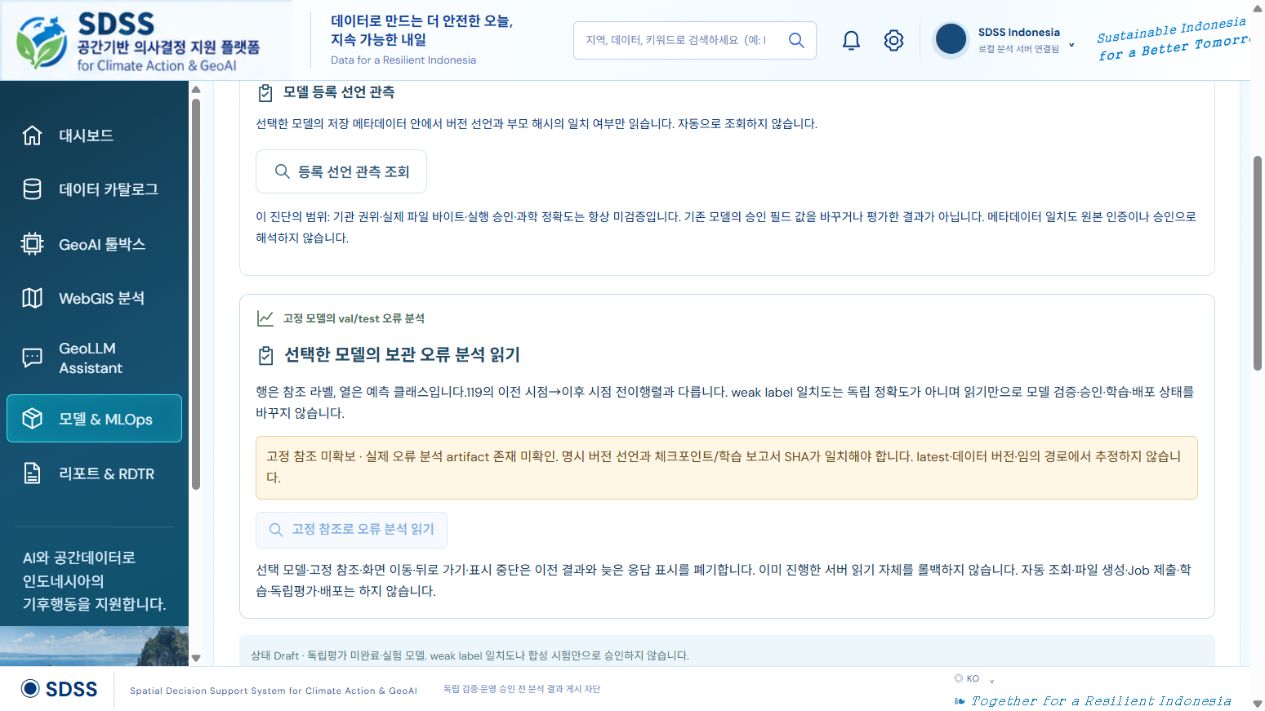 SDSS
공간기반 의사결정 지원 플랫폼
for Climate Action & GeoAI
데이터로 만드는 더 안전한 오늘,
지속 가능한 내일
Data for a Resilient Indonesia
지역, 데이터, 키워드로 검색하세요 (예: I
SDSS Indonesia
로컬 분석 서버 연결됨
Sustainable Indonesia
for a Better Tomorr
대시보드
데이터 카탈로그
GeoAI 툴박스
WebGIS 분석
GeoLLM
Assistant
모델 & MLOps
리포트 & RDTR
AI와 공간데이터로
인도네시아의
기후행동을 지원합니다.
모델 등록 선언 관측
선택한 모델의 저장 메타데이터 안에서 버전 선언과 부모 해시의 일치 여부만 읽습니다. 자동으로 조회하지 않습니다.
등록 선언 관측 조회
이 진단의 범위: 기관 권위·실제 파일 바이트·실행 승인·과학 정확도는 항상 미검증입니다. 기존 모델의 승인 필드 값을 바꾸거나 평가한 결과가 아닙니다. 메타데이터 일치도 원본 인증이나 승인으로
해석하지 않습니다.
고정 모델의 val/test 오류 분석
선택한 모델의 보관 오류 분석 읽기
행은 참조 라벨, 열은 예측 클래스입니다.119의 이전 시점→이후 시점 전이행렬과 다릅니다. weak label 일치도는 독립 정확도가 아니며 읽기만으로 모델 검증·승인·학습·배포 상태를
바꾸지 않습니다.
고정 참조 미확보 · 실제 오류 분석 artifact 존재 미확인. 명시 버전 선언과 체크포인트/학습 보고서 SHA가 일치해야 합니다. latest·데이터 버전·임의 경로에서 추정하지 않습니
다.
고정 참조로 오류 분석 읽기
선택 모델·고정 참조·화면 이동·뒤로 가기·표시 중단은 이전 결과와 늦은 응답 표시를 폐기합니다. 이미 진행한 서버 읽기 자체를 롤백하지 않습니다. 자동 조회·파일 생성·Job 제출·학
습·독립평가·배포는 하지 않습니다.
상태 Draft · 독립평가 미완료·실험 모델. weak label 일치도나 합성 시험만으로 승인하지 않습니다.
SDSS
Spatial Decision Support System for Climate Action & GeoAI
독립 검증·운영 승인 전 분석 결과 게시 차단
KO
Together for a Resilient Indonesia